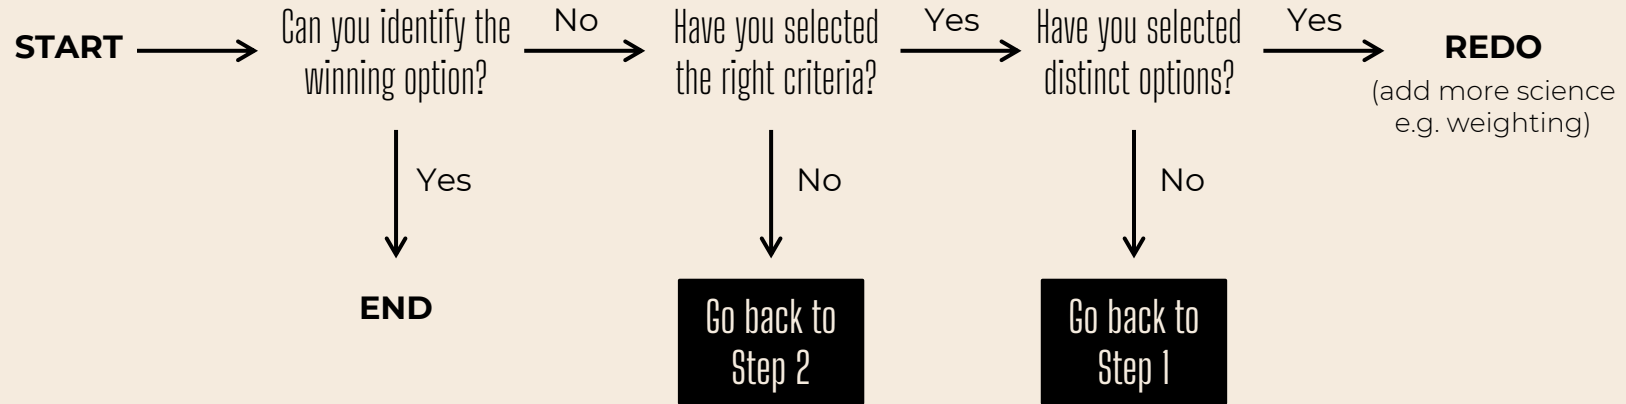 START
Can you identify the
winning option?
No
Have you selected
the right criteria?
Yes
Have you selected
distinct options?
Yes
REDO
(add more science
e.g. weighting)
Yes
No
No
END
Go back to
Step 2
Go back to
Step 1